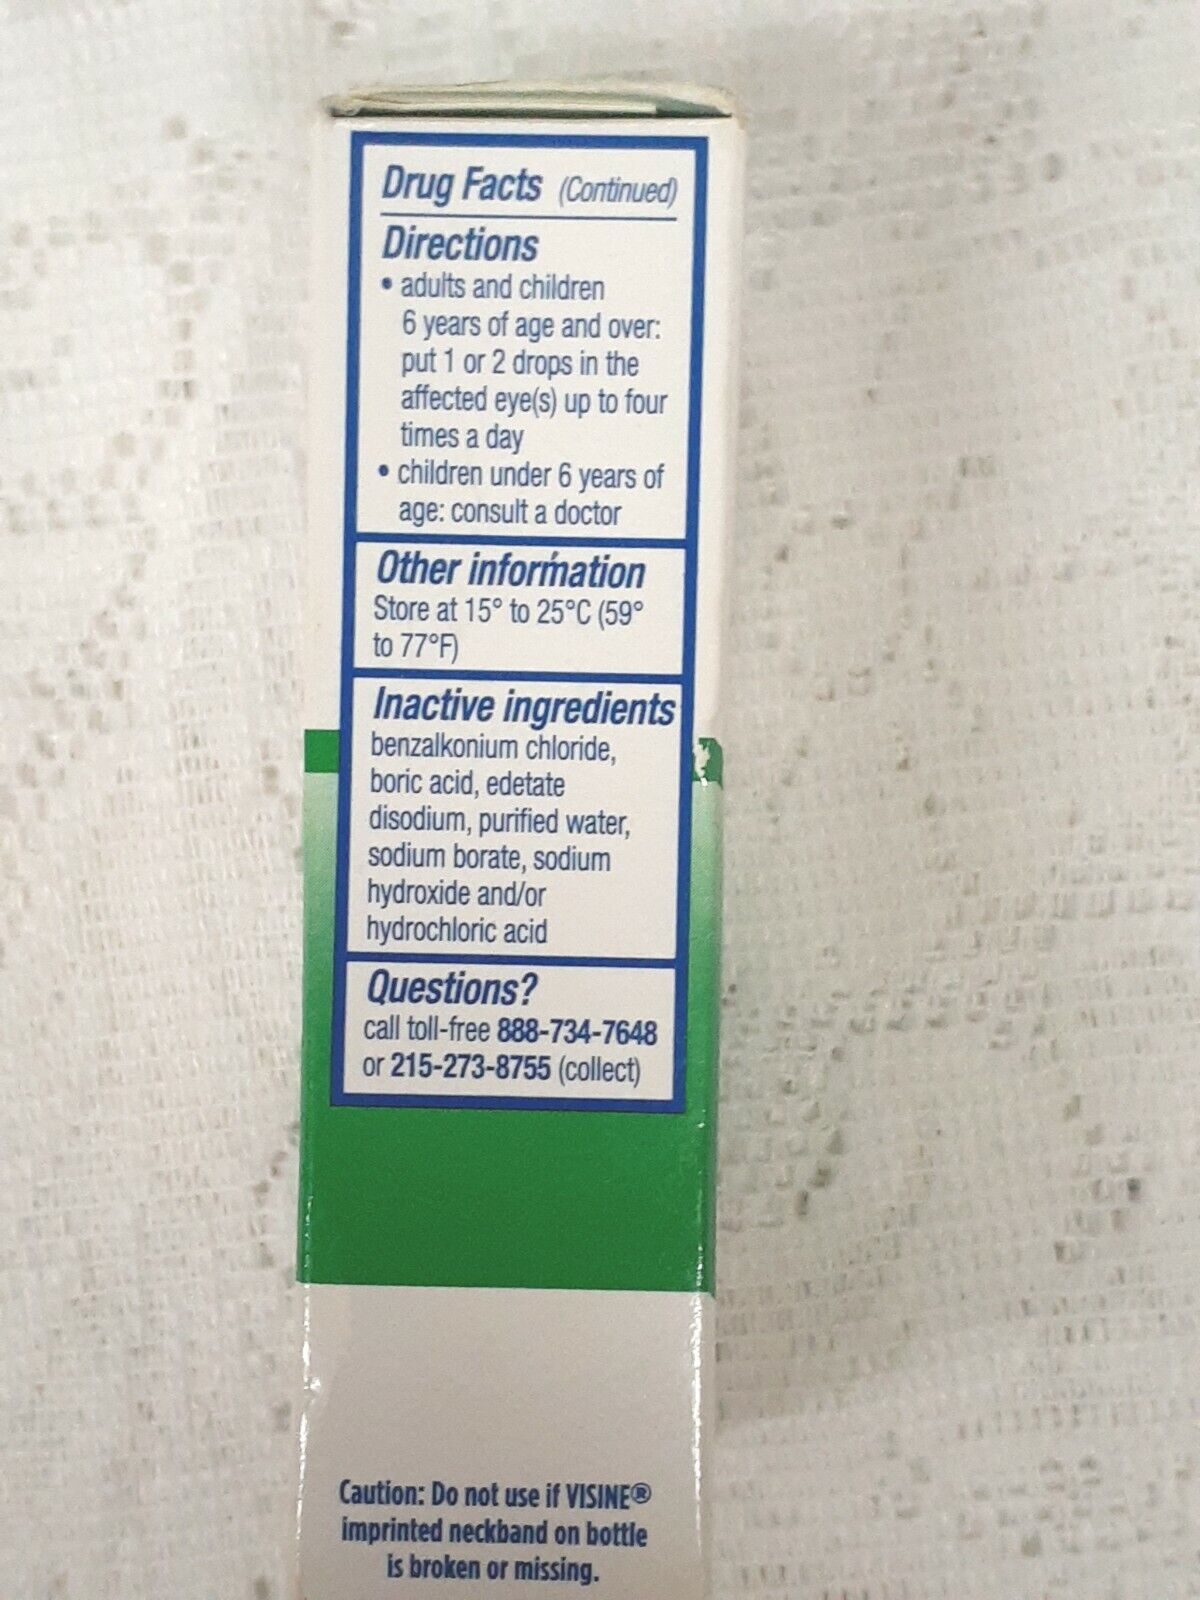 Drug Facts (Continued)
Directions
• adults and children
6 years of age and over:
put 1 or 2 drops in the
affected eye(s) up to four
times a day
• children under 6 years of
age: consult a doctor
Other information
Store at 15° to 25°C (59°
to 77°F)
Inactive ingredients
benzalkonium chloride,
boric acid, edetate
disodium, purified water,
sodium borate, sodium
hydroxide and/or
hydrochloric acid
Questions?
call toll-free 888-734-7648
or 215-273-8755 (collect)
Caution: Do not use if VISINE®
imprinted neckband on bottle
is broken or missing.